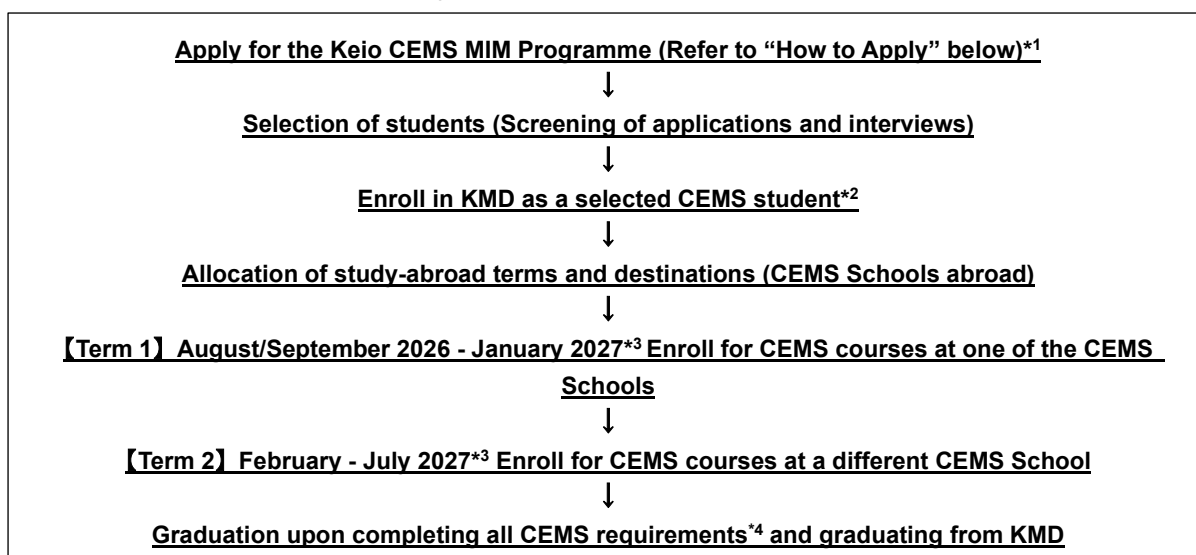 Apply for the Keio CEMS MIM Programme (Refer to “How to Apply” below)*1
↓
Selection of students (Screening of applications and interviews)
↓
Enroll in KMD as a selected CEMS student*2
↓
Allocation of study-abroad terms and destinations (CEMS Schools abroad)
↓
【Term 1】 August/September 2026 - January 2027*3 Enroll for CEMS courses at one of the CEMS
Schools
↓
【Term 2】 February - July 2027*3 Enroll for CEMS courses at a different CEMS School
↓
Graduation upon completing all CEMS requirements*4 and graduating from KMD